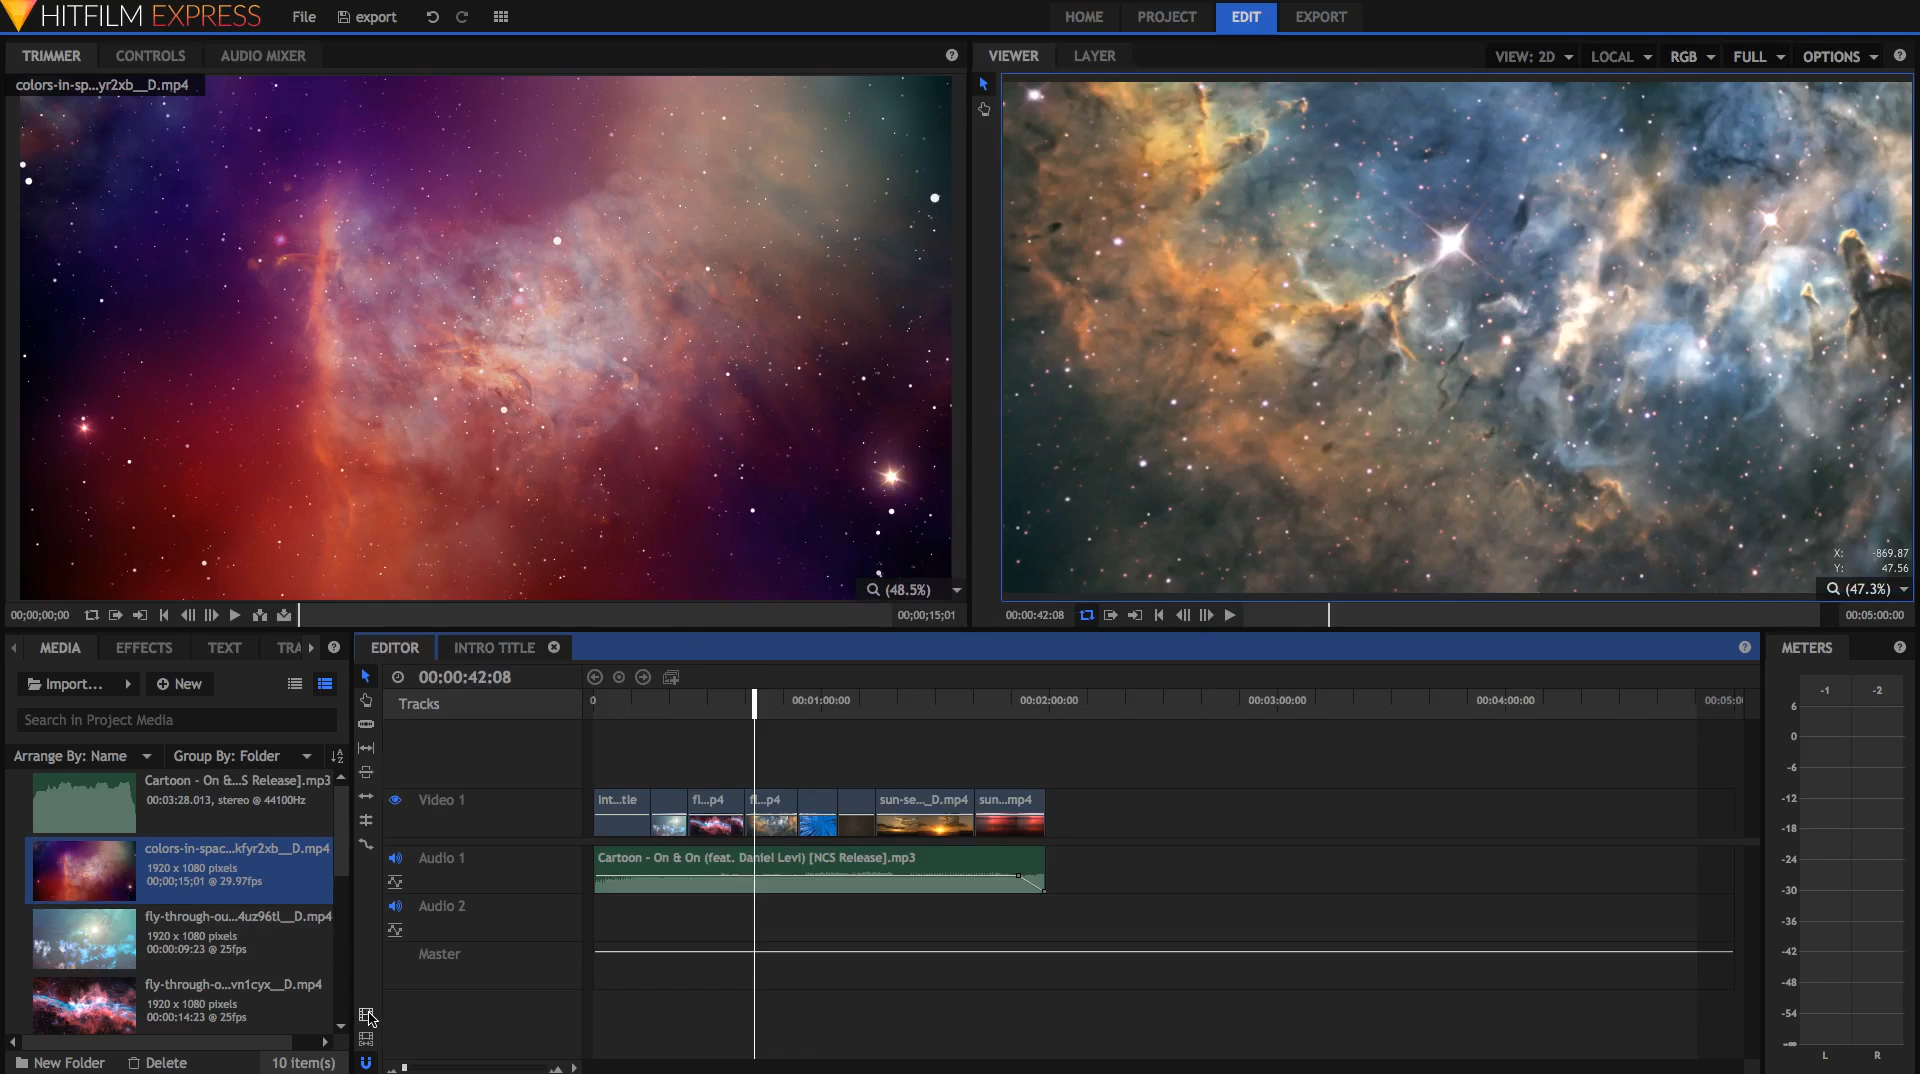 HITFILM EXPRESS
File export
HOME PROJECT EDIT EXPORT
TRIMMER CONTROLS AUDIO MIXER
VIEWER LAYER
VIEW: 2D LOCAL RGB FULL OPTIONS
colors-in-sp...yr2xb__D.mp4
X: -869.87
Y: 47.56
(48.5%)
(47.3%)
00;00;00;00
00;00;15;01
00:00:42:08
00:05:00:00
MEDIA EFFECTS TEXT TRA
EDITOR INTRO TITLE
METERS
Import... New
00:00:42:08
Search in Project Media
Tracks
0 00:01:00:00 00:02:00:00 00:03:00:00 00:04:00:00 00:05:0
Arrange By: Name Group By: Folder
Cartoon - On &...S Release].mp3
00:03:28.013, stereo @ 44100Hz
colors-in-spac...kfyr2xb__D.mp4
1920 x 1080 pixels
00;00;15;01 @ 29.97fps
fly-through-ou...4uz96tl__D.mp4
1920 x 1080 pixels
00:00:09:23 @ 25fps
fly-through-o...vn1cyx__D.mp4
1920 x 1080 pixels
00:00:14:23 @ 25fps
New Folder Delete 10 item(s)
Video 1
Int...tle fl...p4 fl...p4 sun-se..._D.mp4 sun...mp4
Audio 1
Cartoon - On & On (feat. Daniel Levi) [NCS Release].mp3
Audio 2
Master
-1 -2
6
0
-6
-12
-18
-24
-30
-36
-42
-48
-54
-∞
L R